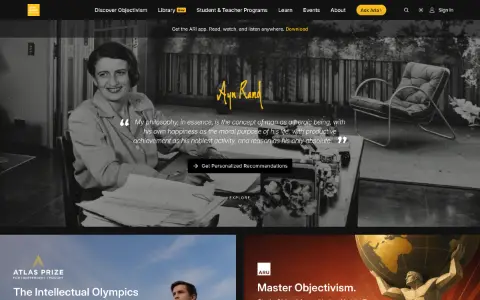 Discover Objectivism
Library
Student & Teacher Programs
Learn
Events
About
Ask Ada!
Sign In
Get the ARI app. Read, watch, and listen anywhere. Download
Ayn Rand
“ My philosophy, in essence, is the concept of man as a heroic being, with
his own happiness as the moral purpose of his life, with productive
achievement as his noblest activity, and reason as his only absolute. ”
→ Get Personalized Recommendations
EXPLORE
ATLAS PRIZE
The Intellectual Olympics
ARU
Master Objectivism.